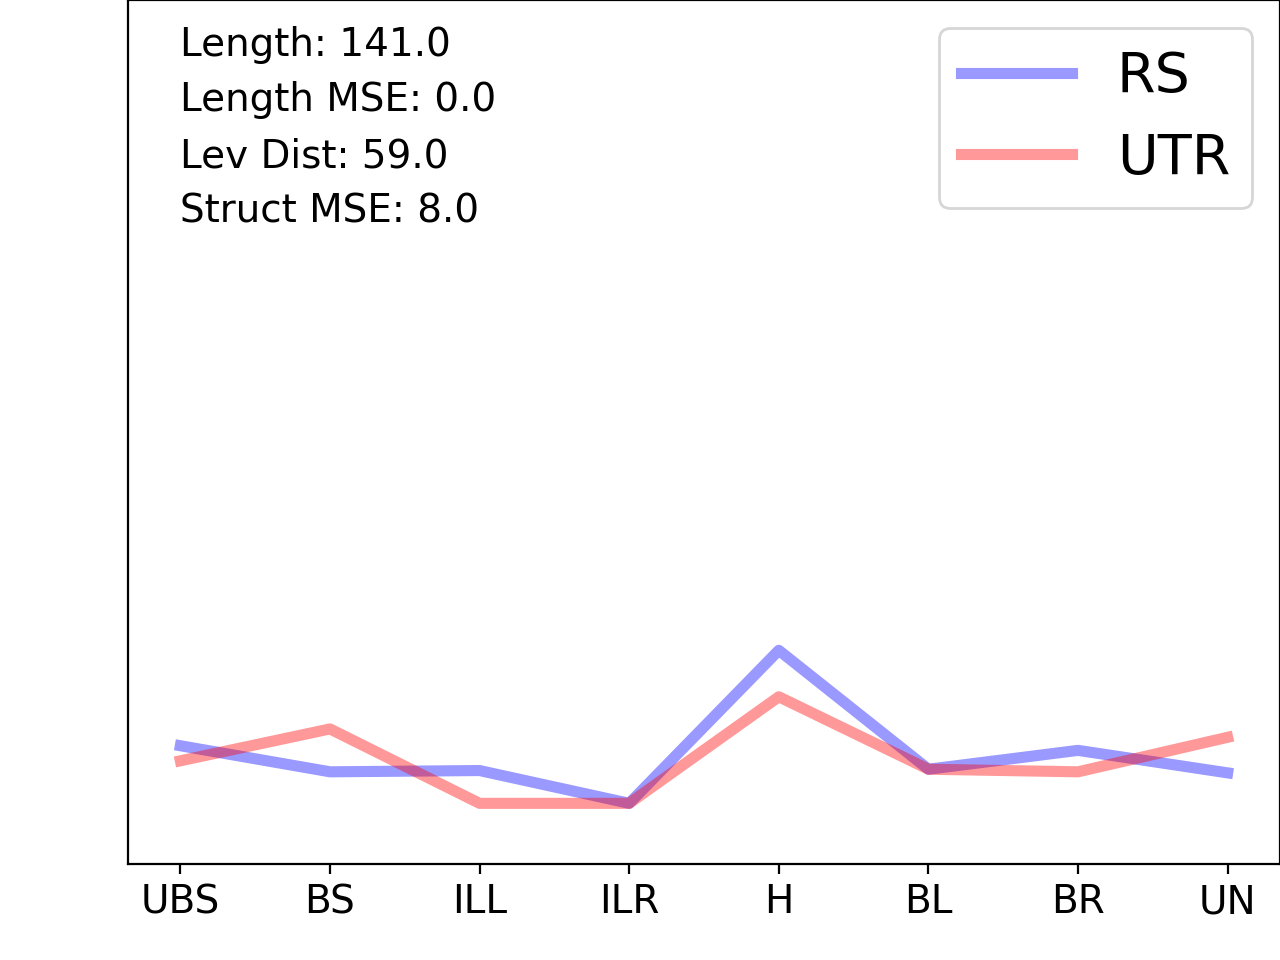 Length: 141.0
Length MSE: 0.0
Lev Dist: 59.0
Struct MSE: 8.0
RS
UTR
UBS BS ILL ILR H BL BR UN